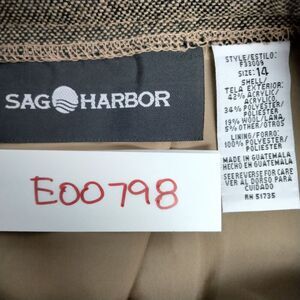 SAG HARBOR
E00798
STYLE/ESTILO:
F33009
SIZE: 14
SHELL/
TELA EXTERIOR:
42% ACRYLIC/
ACRILICO
34% POLYESTER/
POLIESTER
19% WOOL/LANA
5% OTHER/OTROS
LINING/FORRO:
100% POLYESTER/
POLIESTER
MADE IN GUATEMALA
HECHO EN GUATEMALA
SEE REVERSE FOR CARE
VER AL DORSO PARA
CUIDADO
RN 51735